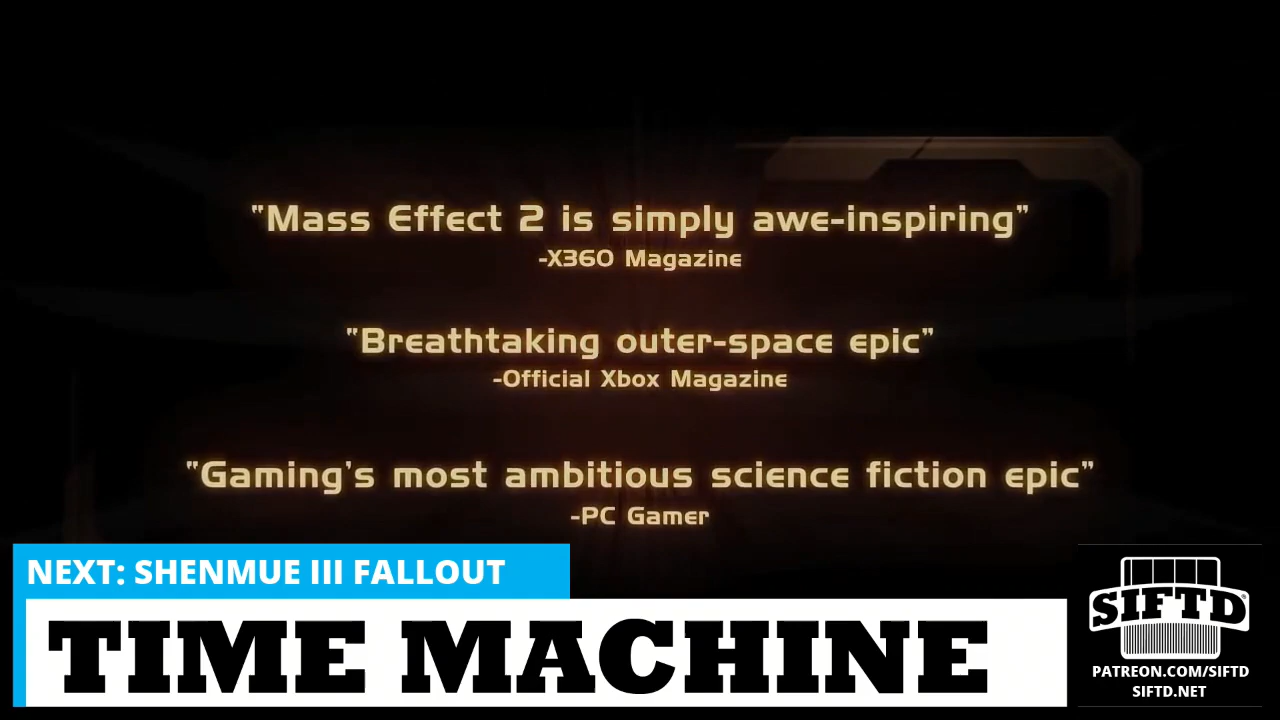 "Mass Effect 2 is simply awe-inspiring"
-X360 Magazine
"Breathtaking outer-space epic"
-Official Xbox Magazine
"Gaming's most ambitious science fiction epic"
-PC Gamer
NEXT: SHENMUE III FALLOUT
TIME MACHINE
SIFTD
PATREON.COM/SIFTD
SIFTD.NET